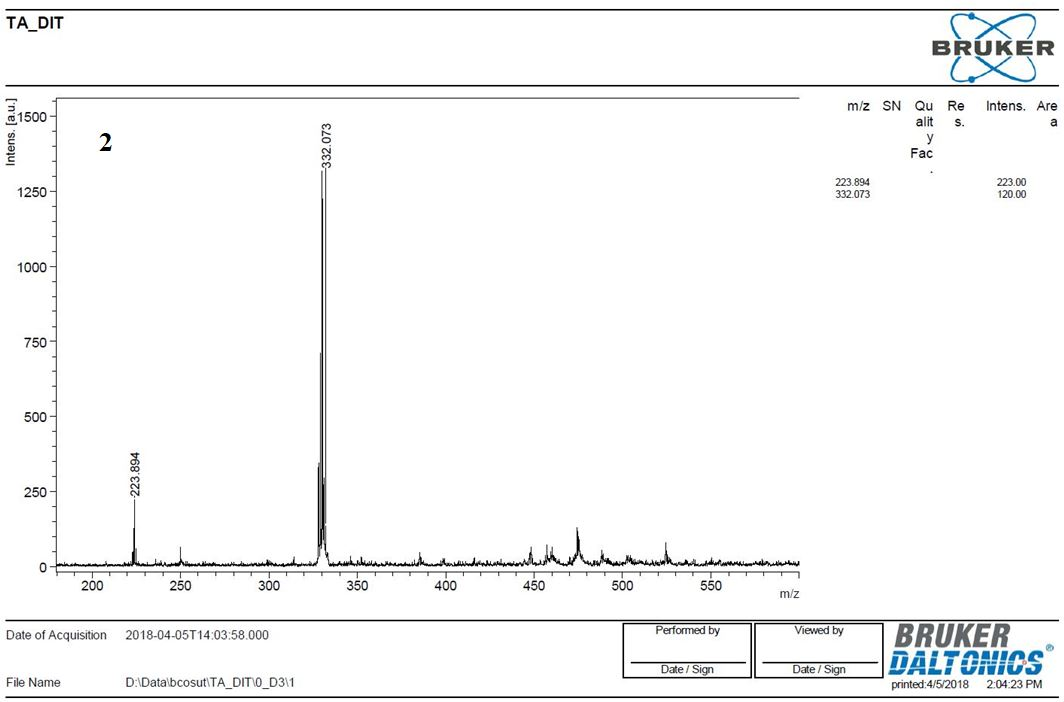 TA_DIT
BRUKER
Intens. [a.u.]
1500
1250
1000
750
500
250
0
2
223.894
332.073
200 250 300 350 400 450 500 550
m/z
m/z SN Qu Re Intens. Are
alit s. a
y
Fac
.
223.894 223.00
332.073 120.00
Date of Acquisition 2018-04-05T14:03:58.000
File Name D:\Data\bcosut\TA_DIT\0_D3\1
Performed by
Date / Sign
Viewed by
Date / Sign
BRUKER
DALTONICS®
printed:4/5/2018 2:04:23 PM